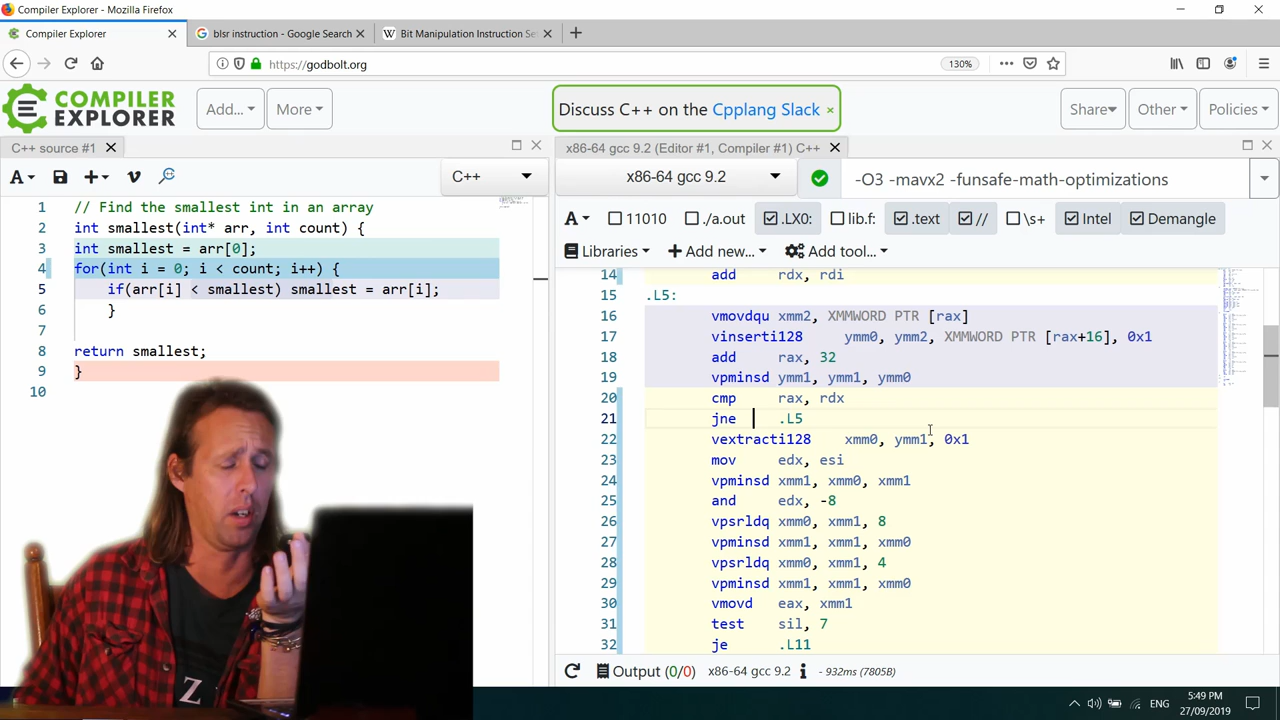 Compiler Explorer - Mozilla Firefox
Compiler Explorer
blsr instruction - Google Search
Bit Manipulation Instruction Se
https://godbolt.org
130%
COMPILER
EXPLORER
Add...
More
Discuss C++ on the Cpplang Slack ×
Share
Other
Policies
C++ source #1
x86-64 gcc 9.2 (Editor #1, Compiler #1) C++
A
C++
x86-64 gcc 9.2
-O3 -mavx2 -funsafe-math-optimizations
1 // Find the smallest int in an array
2 int smallest(int* arr, int count) {
3 int smallest = arr[0];
4 for(int i = 0; i < count; i++) {
5 if(arr[i] < smallest) smallest = arr[i];
6 }
7
8 return smallest;
9 }
10
A
11010
./a.out
.LX0:
lib.f:
.text
//
\s+
Intel
Demangle
Libraries
+ Add new...
Add tool...
14 add rdx, rdi
15 .L5:
16 vmovdqu xmm2, XMMWORD PTR [rax]
17 vinserti128 ymm0, ymm2, XMMWORD PTR [rax+16], 0x1
18 add rax, 32
19 vpminsd ymm1, ymm1, ymm0
20 cmp rax, rdx
21 jne .L5
22 vextracti128 xmm0, ymm1, 0x1
23 mov edx, esi
24 vpminsd xmm1, xmm0, xmm1
25 and edx, -8
26 vpsrldq xmm0, xmm1, 8
27 vpminsd xmm1, xmm1, xmm0
28 vpsrldq xmm0, xmm1, 4
29 vpminsd xmm1, xmm1, xmm0
30 vmovd eax, xmm1
31 test sil, 7
32 je .L11
Output (0/0) x86-64 gcc 9.2 i - 932ms (7805B)
Z
ENG
5:49 PM
27/09/2019